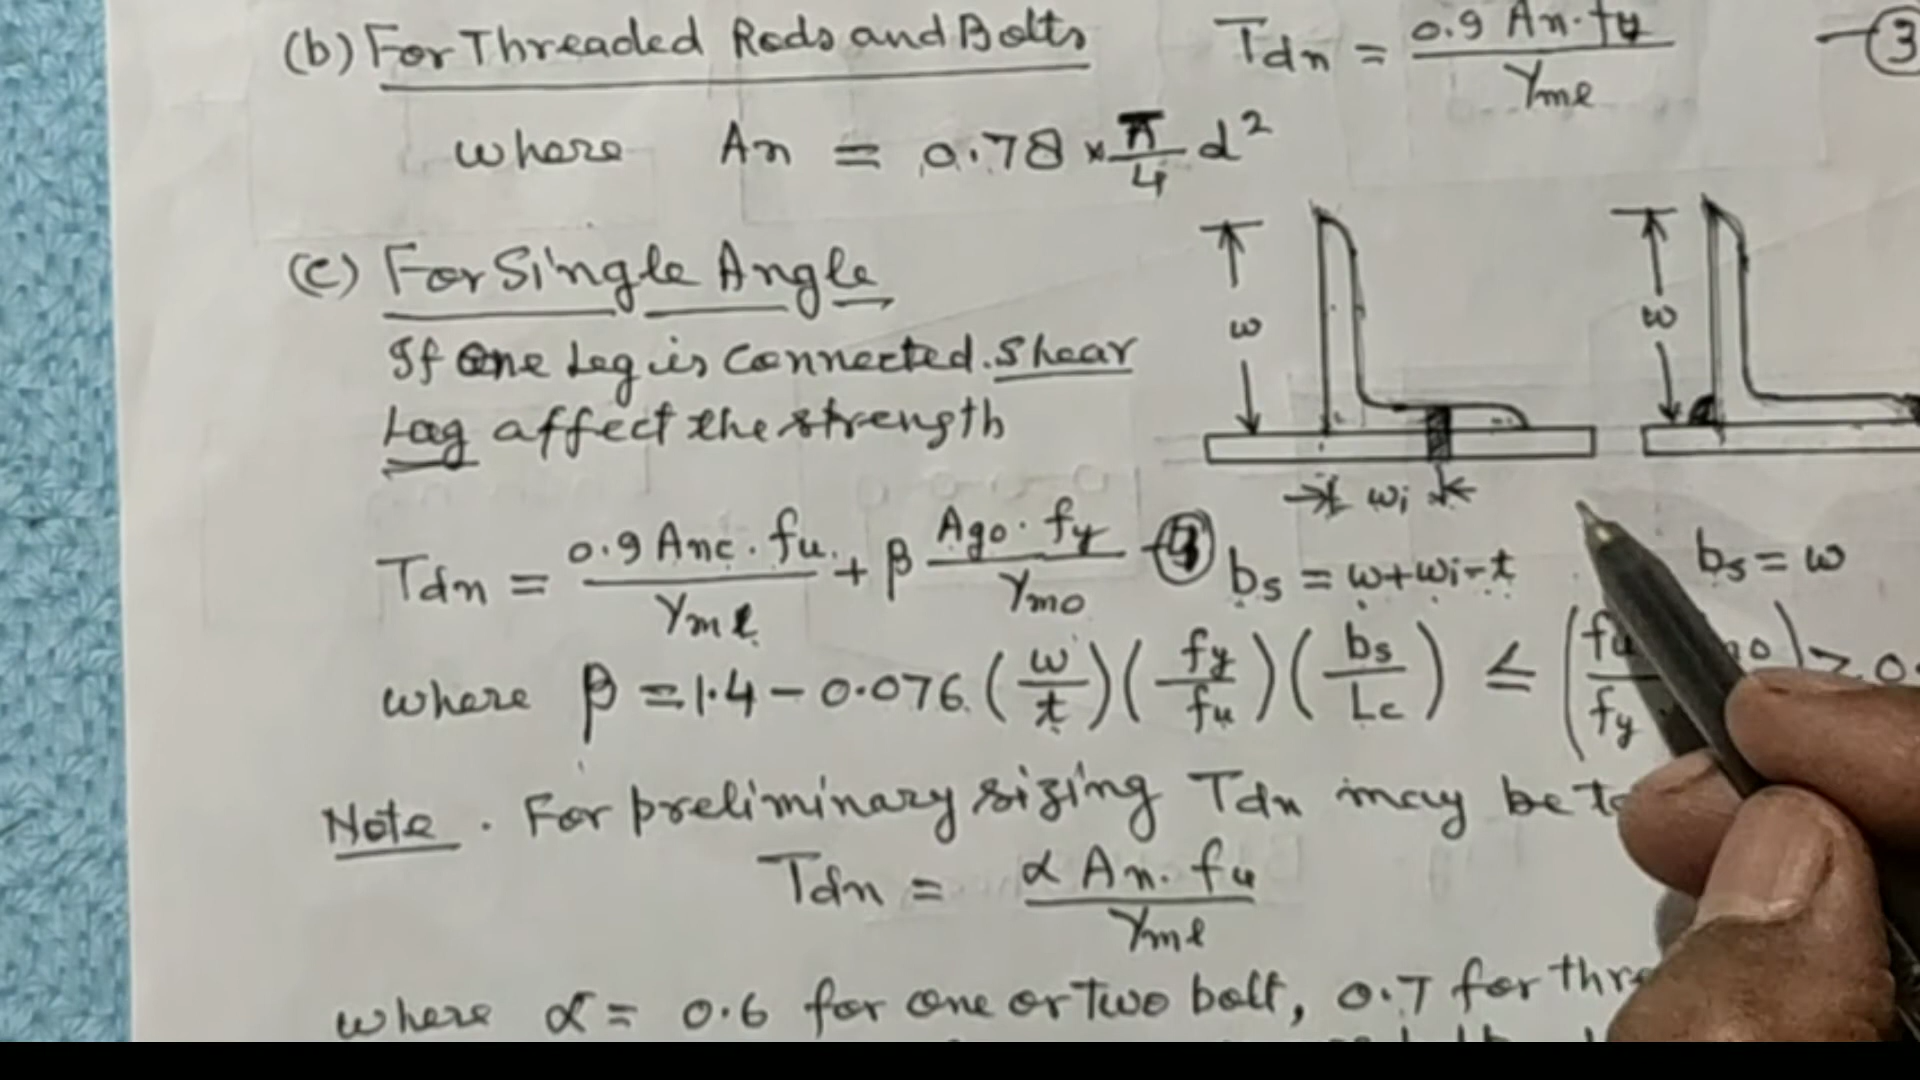 (b) For Threaded Rods and Bolts Tdn = 0.9 An. fu / γml —(3)
where An = 0.78 × π/4 d²
(c) For Single Angle
If one Leg is connected. Shear
Lag affect the strength
w
w
wi
Tdn = 0.9 Anc. fu / γml + β Ago. fy / γmo —(4)
bs = w+wi-t
bs = w
where β = 1.4 - 0.076 (w/t)(fy/fu)(bs/Lc) ≤ (fu / fy
Note. For preliminary sizing Tdn may be
Tdn = α An. fu / γml
where α = 0.6 for one or two bolt, 0.7 for